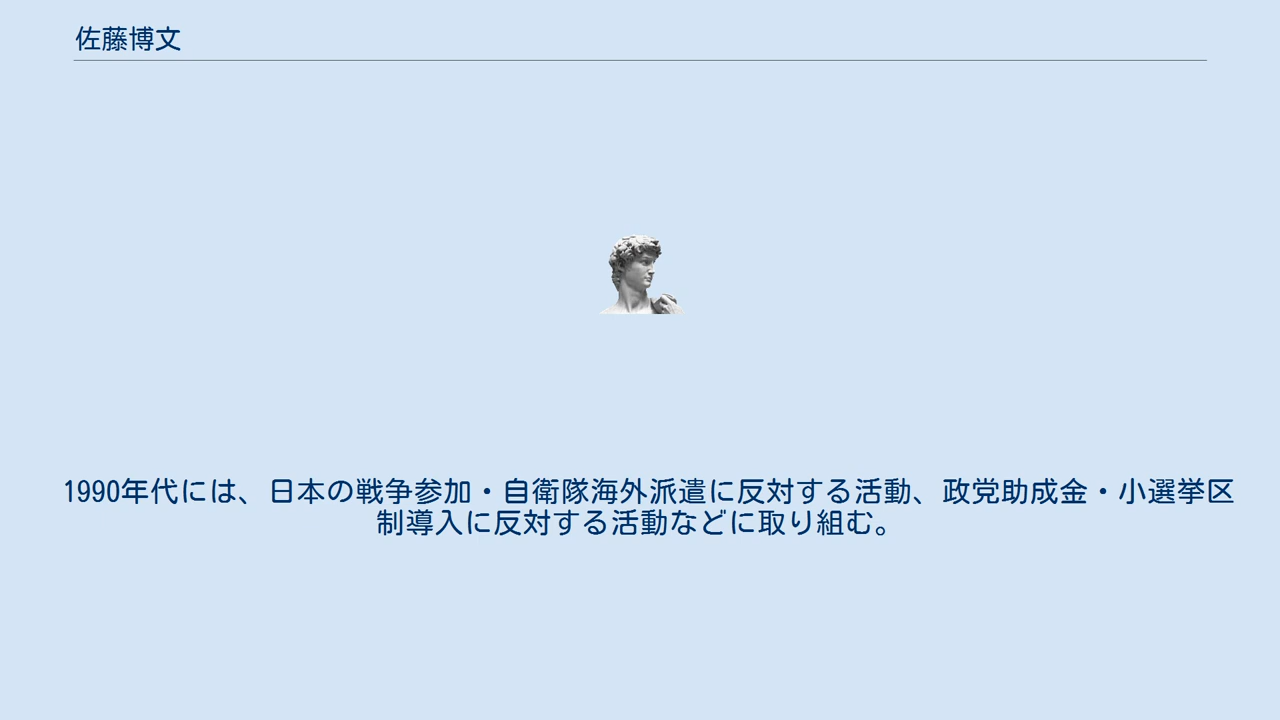 佐藤博文
1990年代には、日本の戦争参加・自衛隊海外派遣に反対する活動、政党助成金・小選挙区
制導入に反対する活動などに取り組む。